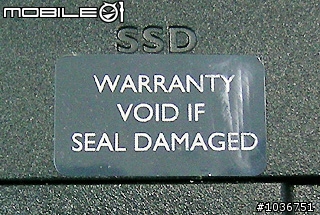 MOBILE01
SSD
WARRANTY
VOID IF
SEAL DAMAGED
#1036751